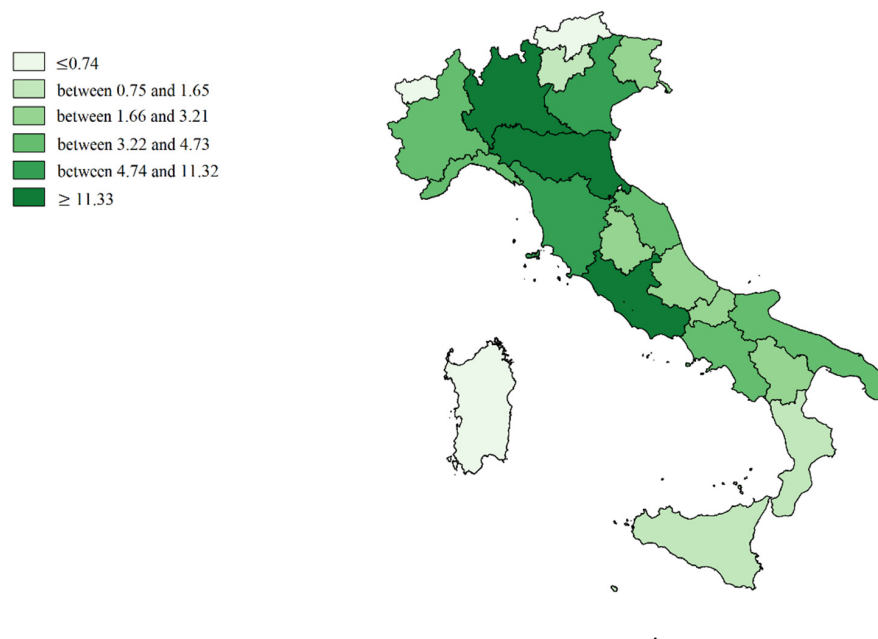 ≤0.74
between 0.75 and 1.65
between 1.66 and 3.21
between 3.22 and 4.73
between 4.74 and 11.32
≥ 11.33